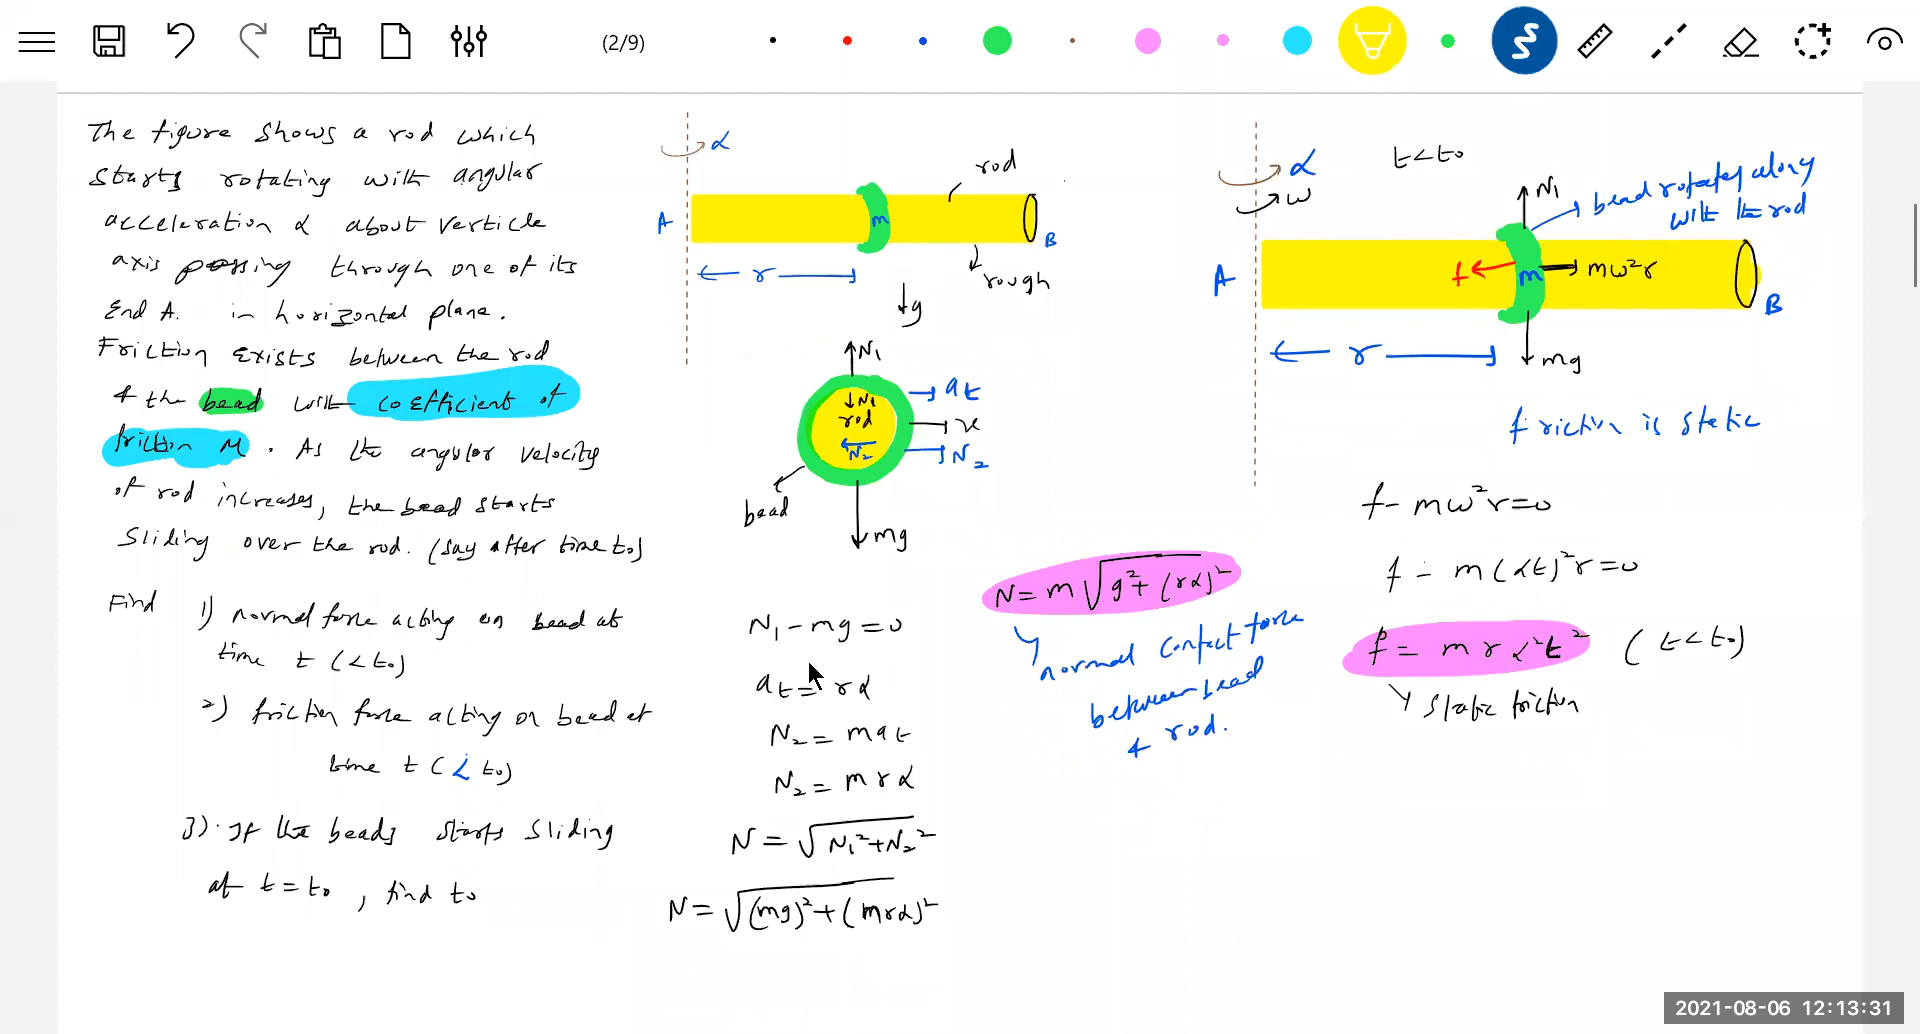 (2/9)
The figure shows a rod which
starts rotating with angular
acceleration α about verticle
axis passing through one of its
End A. in horizontal plane.
Friction exists between the rod
& the bead with coefficient of
friction μ. As the angular velocity
of rod increases, the bead starts
sliding over the rod. (say after time t₀)
Find 1) normal force acting on bead at
time t (<t₀)
2) friction force acting on bead at
time t (< t₀)
3). If the beads starts sliding
at t = t₀, find t₀
α
rod
A
m
B
r
rough
↓g
N₁
N₁
rod
N₂
a t
x
N₂
bead
mg
N₁ - mg = 0
a t = rα
N₂ = m a t
N₂ = m r α
N = √N₁² + N₂²
N = √(mg)² + (mrα)²
N = m √g² + (rα)²
normal contact force
between bead
& rod.
α
ω
t < t₀
N₁
bead rotates along
with the rod
A
f
m
mω²r
B
r
mg
friction is static
f - mω²r = 0
f - m(αt)²r = 0
f = m r α²t² (t < t₀)
static friction
2021-08-06 12:13:31